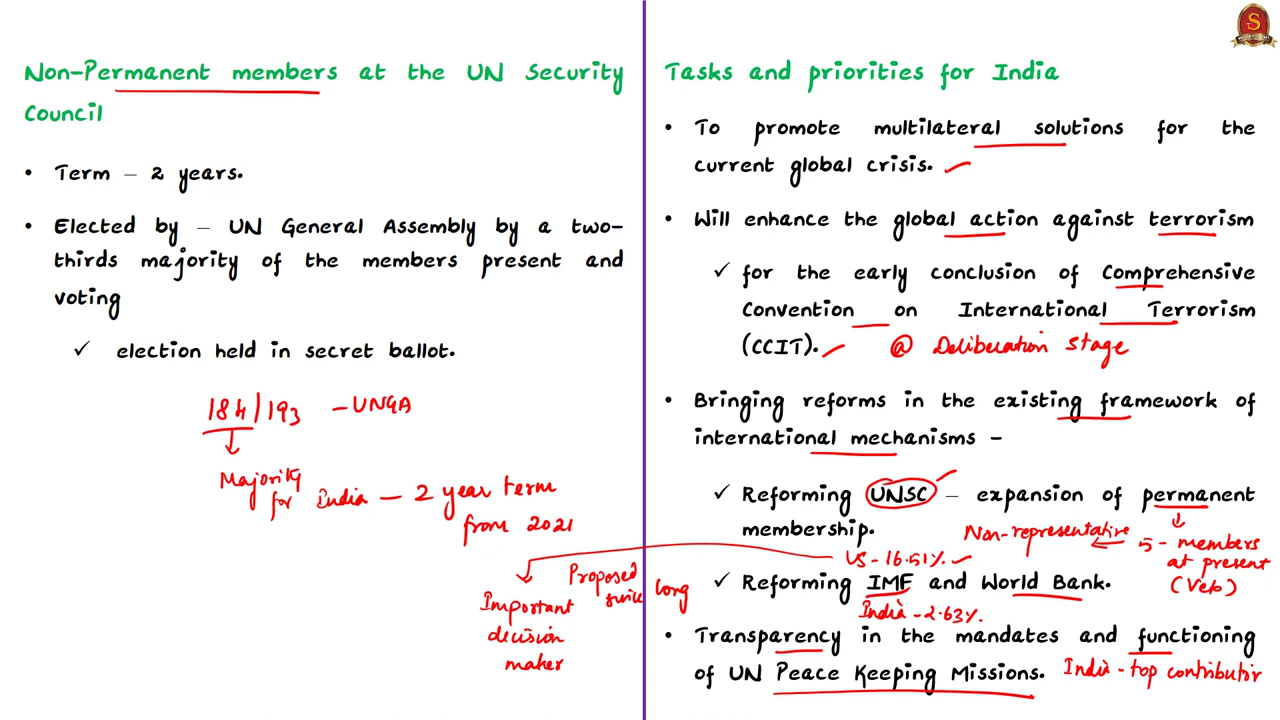 Non-Permanent members at the UN Security
Council
• Term – 2 years.
• Elected by – UN General Assembly by a two-
thirds majority of the members present and
voting
✓ election held in secret ballot.
184/193 – UNGA
Majority
for India – 2 year term
from 2021
Proposed
since long
Important
decision
maker
Tasks and priorities for India
• To promote multilateral solutions for the
current global crisis.
• Will enhance the global action against terrorism
✓ for the early conclusion of Comprehensive
Convention on International Terrorism
(CCIT). @ Deliberation stage
• Bringing reforms in the existing framework of
international mechanisms –
✓ Reforming UNSC – expansion of permanent
membership.
Non-representative
5 - members
at present
(Veto)
US - 16.51%
✓ Reforming IMF and World Bank.
India - 2.63%
• Transparency in the mandates and functioning
of UN Peace Keeping Missions. India - top contributor
S